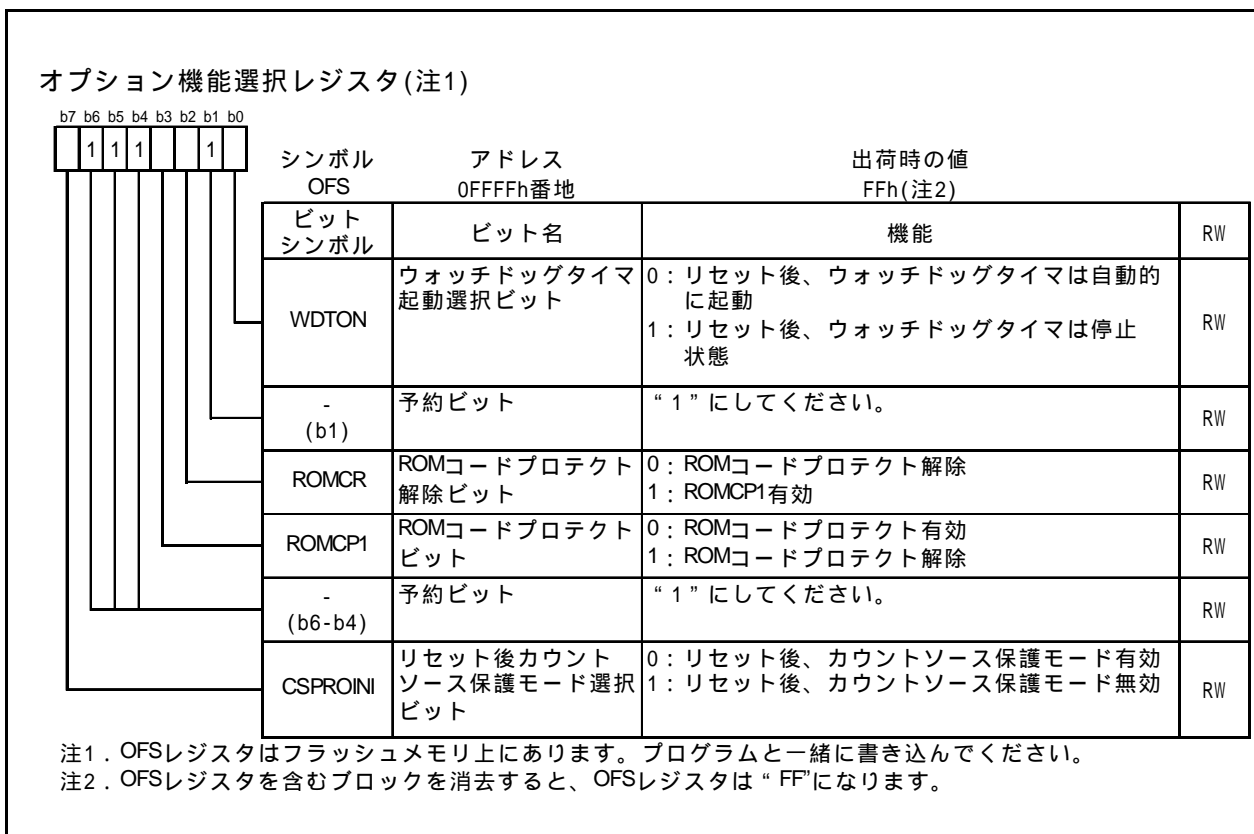 オプション機能選択レジスタ(注1)
b7 b6 b5 b4 b3 b2 b1 b0
1 1 1 1
シンボル アドレス 出荷時の値
OFS 0FFFFh番地 FFh(注2)
ビット
シンボル
ビット名
機能
RW
WDTON
ウォッチドッグタイマ
起動選択ビット
0：リセット後、ウォッチドッグタイマは自動的
に起動
1：リセット後、ウォッチドッグタイマは停止
状態
RW
-
(b1)
予約ビット
“1”にしてください。
RW
ROMCR
ROMコードプロテクト
解除ビット
0：ROMコードプロテクト解除
1：ROMCP1有効
RW
ROMCP1
ROMコードプロテクト
ビット
0：ROMコードプロテクト有効
1：ROMコードプロテクト解除
RW
-
(b6-b4)
予約ビット
“1”にしてください。
RW
CSPROINI
リセット後カウント
ソース保護モード選択
ビット
0：リセット後、カウントソース保護モード有効
1：リセット後、カウントソース保護モード無効
RW
注1．OFSレジスタはフラッシュメモリ上にあります。プログラムと一緒に書き込んでください。
注2．OFSレジスタを含むブロックを消去すると、OFSレジスタは“FF”になります。